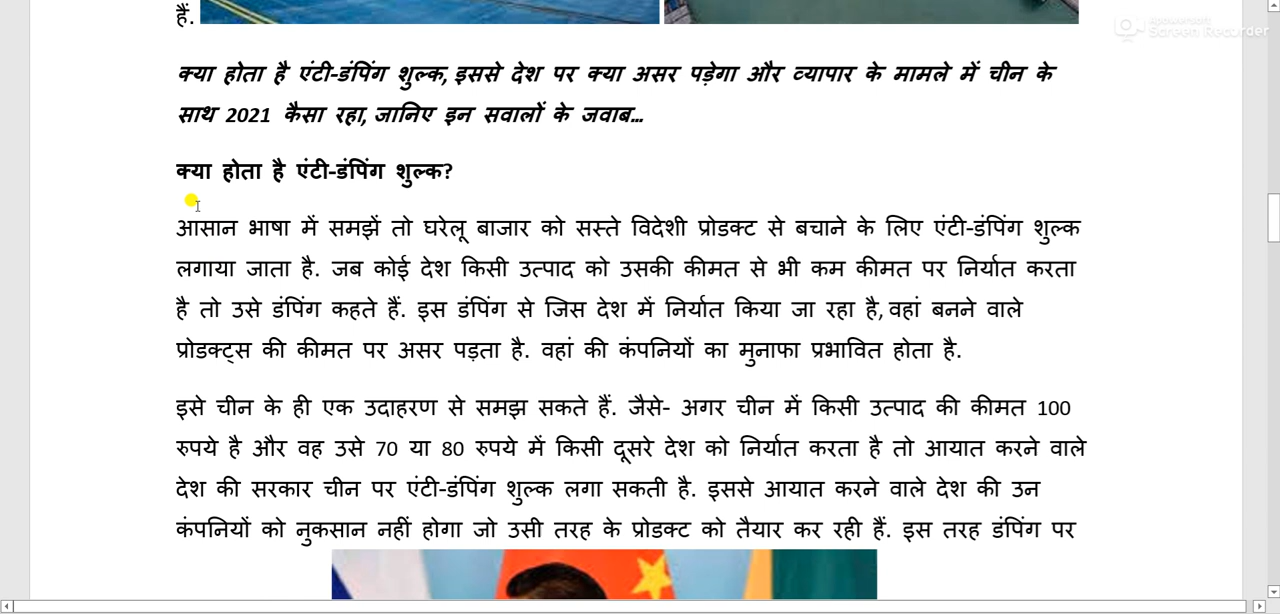 हैं.
Apowersoft
Screen Recorder
क्या होता है एंटी-डंपिंग शुल्क, इससे देश पर क्या असर पड़ेगा और व्यापार के मामले में चीन के
साथ 2021 कैसा रहा, जानिए इन सवालों के जवाब...
क्या होता है एंटी-डंपिंग शुल्क?
आसान भाषा में समझें तो घरेलू बाजार को सस्ते विदेशी प्रोडक्ट से बचाने के लिए एंटी-डंपिंग शुल्क
लगाया जाता है. जब कोई देश किसी उत्पाद को उसकी कीमत से भी कम कीमत पर निर्यात करता
है तो उसे डंपिंग कहते हैं. इस डंपिंग से जिस देश में निर्यात किया जा रहा है, वहां बनने वाले
प्रोडक्ट्स की कीमत पर असर पड़ता है. वहां की कंपनियों का मुनाफा प्रभावित होता है.
इसे चीन के ही एक उदाहरण से समझ सकते हैं. जैसे- अगर चीन में किसी उत्पाद की कीमत 100
रुपये है और वह उसे 70 या 80 रुपये में किसी दूसरे देश को निर्यात करता है तो आयात करने वाले
देश की सरकार चीन पर एंटी-डंपिंग शुल्क लगा सकती है. इससे आयात करने वाले देश की उन
कंपनियों को नुकसान नहीं होगा जो उसी तरह के प्रोडक्ट को तैयार कर रही हैं. इस तरह डंपिंग पर